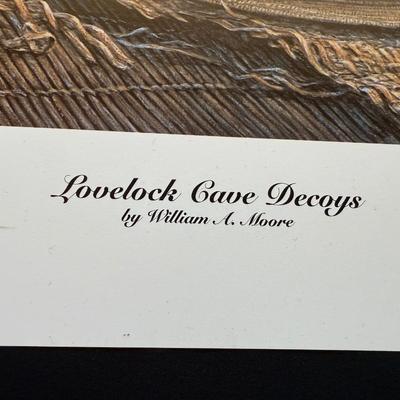 Lovelock Cave Decoys
by William A. Moore